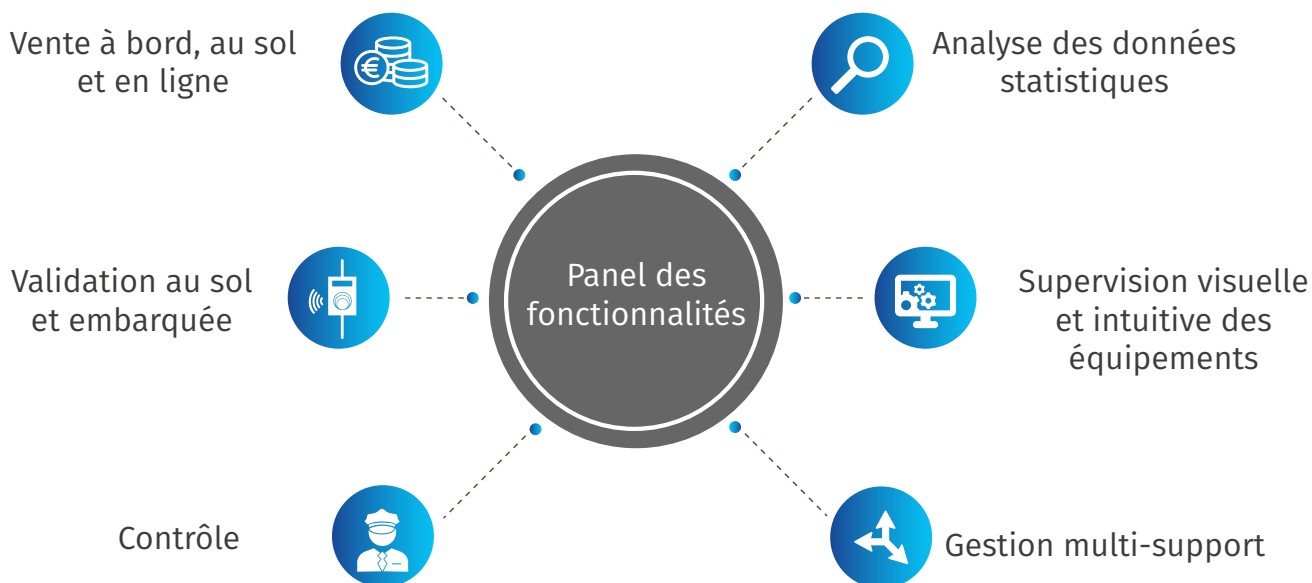 Vente à bord, au sol
et en ligne
Analyse des données
statistiques
Validation au sol
et embarquée
Panel des
fonctionnalités
Supervision visuelle
et intuitive des
équipements
Contrôle
Gestion multi-support